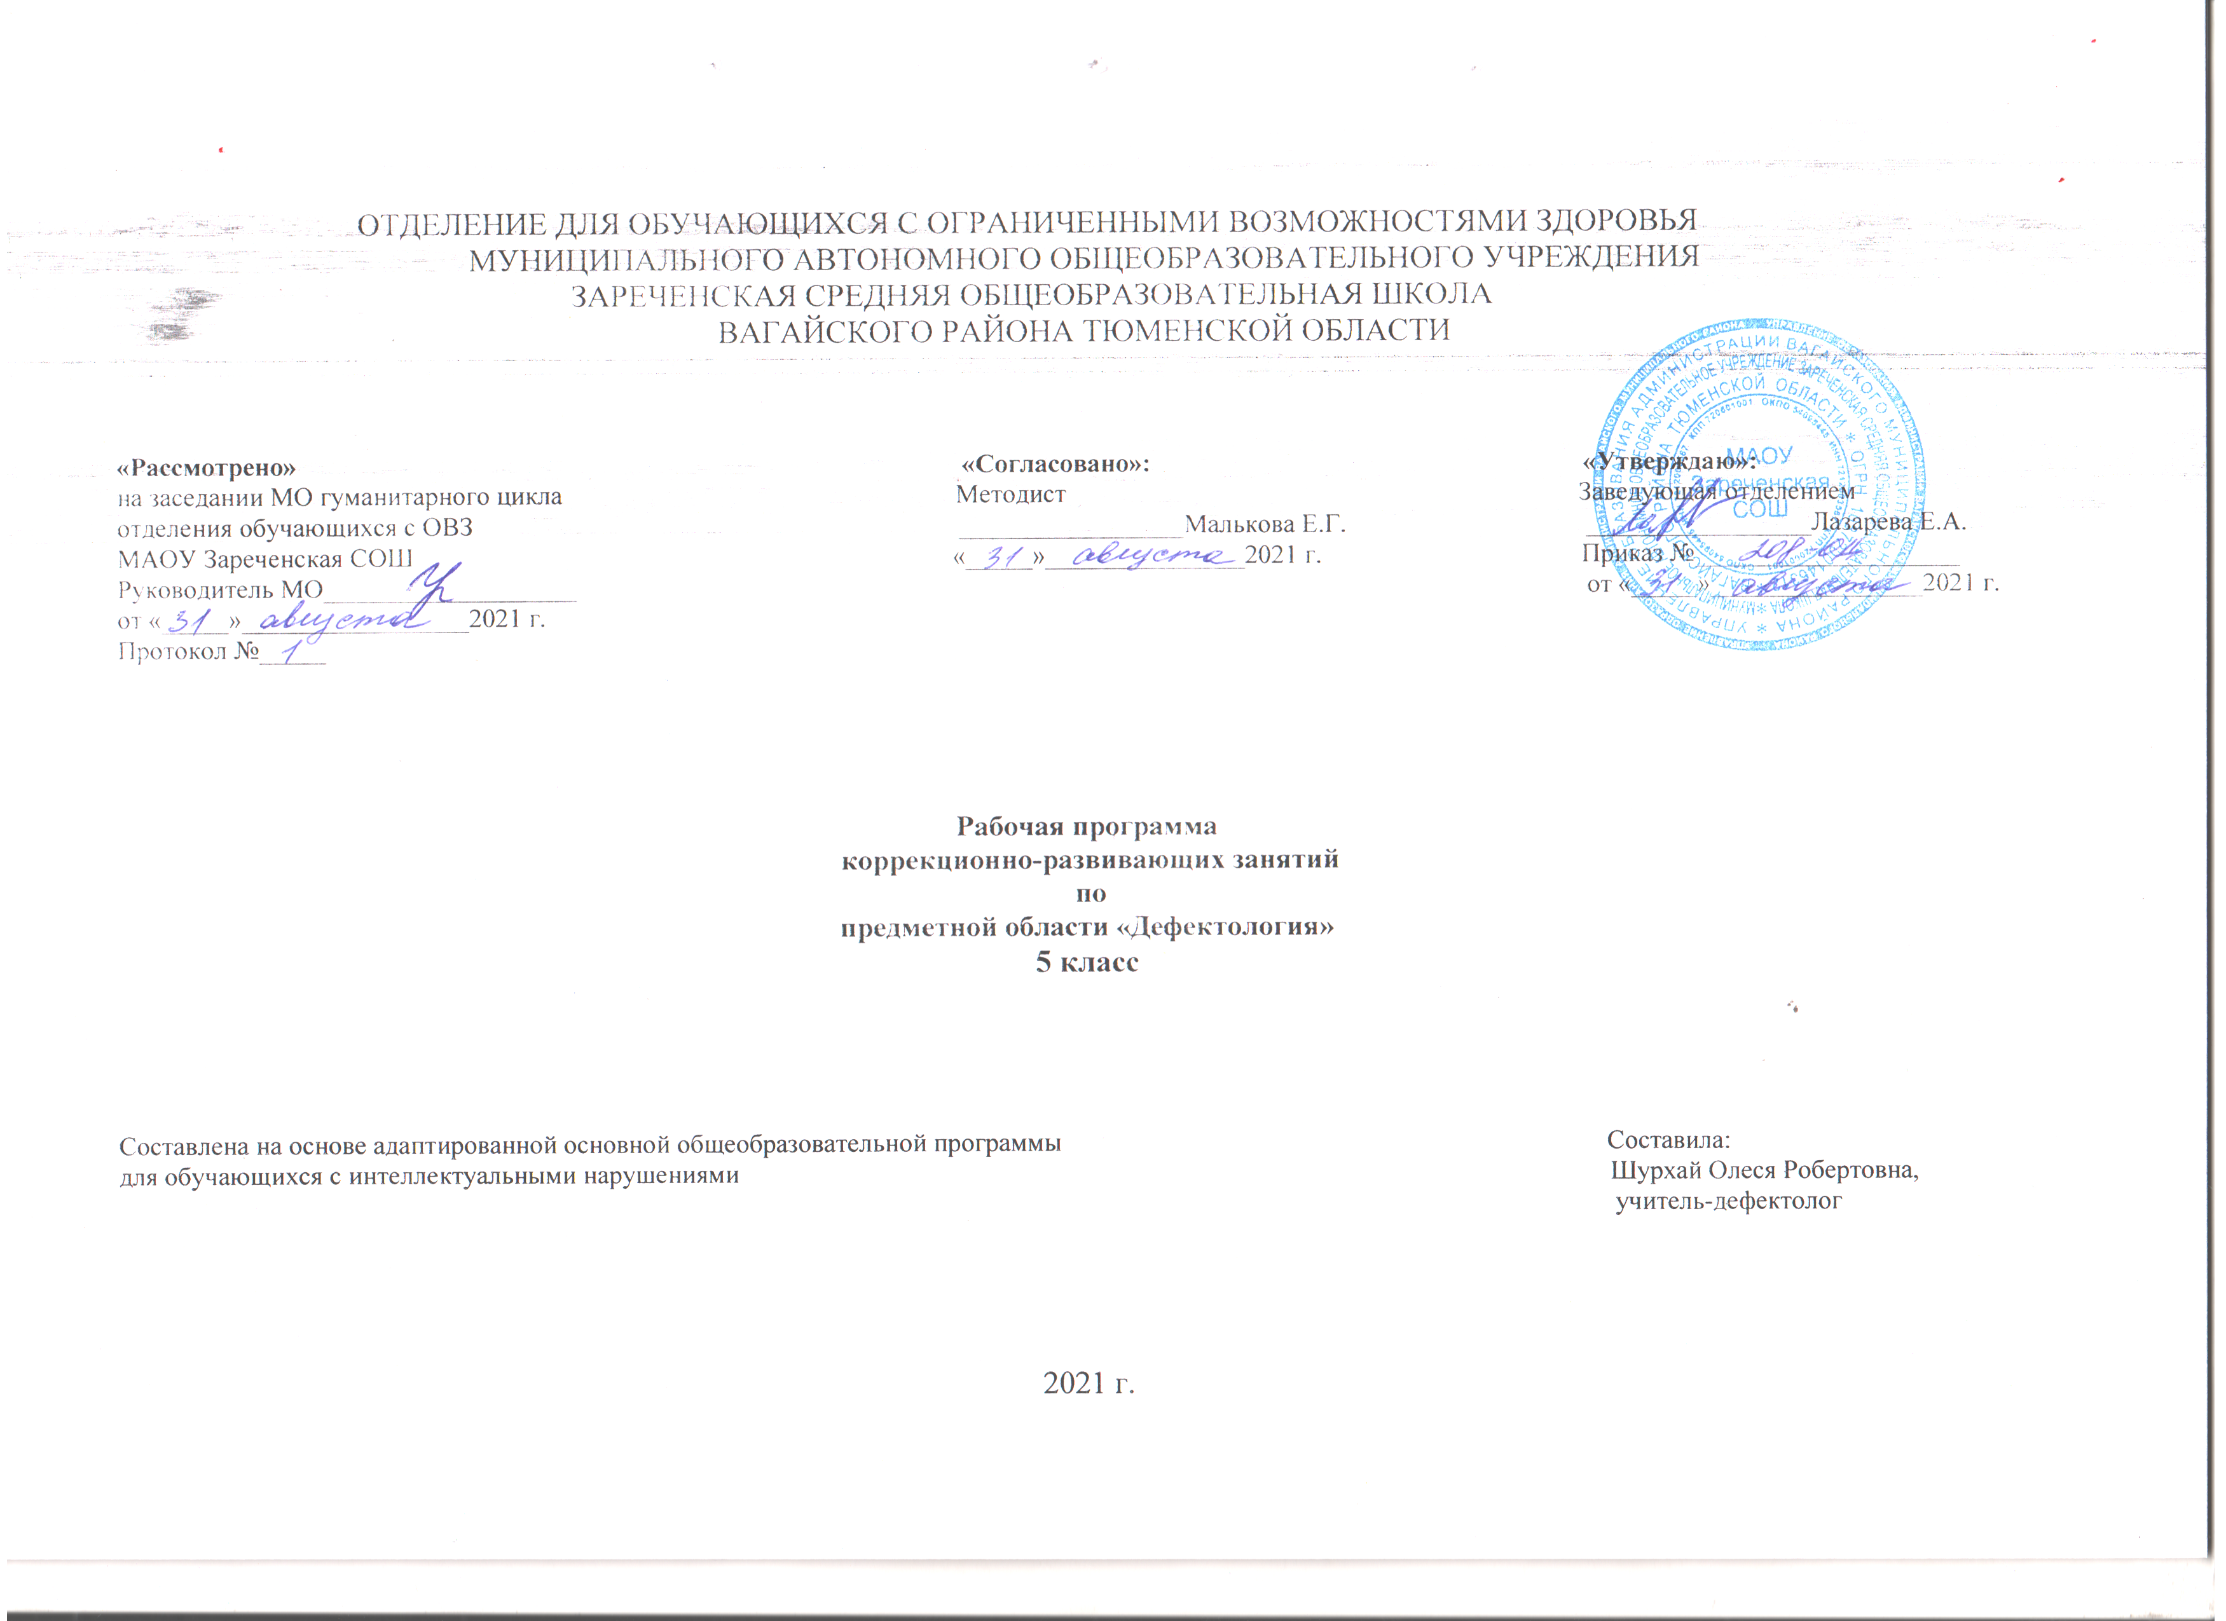 ОТДЕЛЕНИЕ ДЛЯ ОБУЧАЮЩИХСЯ С ОГРАНИЧЕННЫМИ ВОЗМОЖНОСТЯМИ ЗДОРОВЬЯ
МУНИЦИПАЛЬНОГО АВТОНОМНОГО ОБЩЕОБРАЗОВАТЕЛЬНОГО УЧРЕЖДЕНИЯ
ЗАРЕЧЕНСКАЯ СРЕДНЯЯ ОБЩЕОБРАЗОВАТЕЛЬНАЯ ШКОЛА
ВАГАЙСКОГО РАЙОНА ТЮМЕНСКОЙ ОБЛАСТИ
«Рассмотрено»
на заседании МО гуманитарного цикла
отделения обучающихся с ОВЗ
МАОУ Зареченская СОШ
Руководитель МО
от «31» августа 2021 г.
Протокол № 1
«Согласовано»:
Методист
Малькова Е.Г.
«31» августа 2021 г.
«Утверждаю»:
Заведующая отделением
Лазарева Е.А.
Приказ №
от «31» августа 2021 г.
МАОУ
Зареченская
СОШ
Рабочая программа
коррекционно-развивающих занятий
по
предметной области «Дефектология»
5 класс
Составлена на основе адаптированной основной общеобразовательной программы
для обучающихся с интеллектуальными нарушениями
Составила:
Шурхай Олеся Робертовна,
учитель-дефектолог
2021 г.